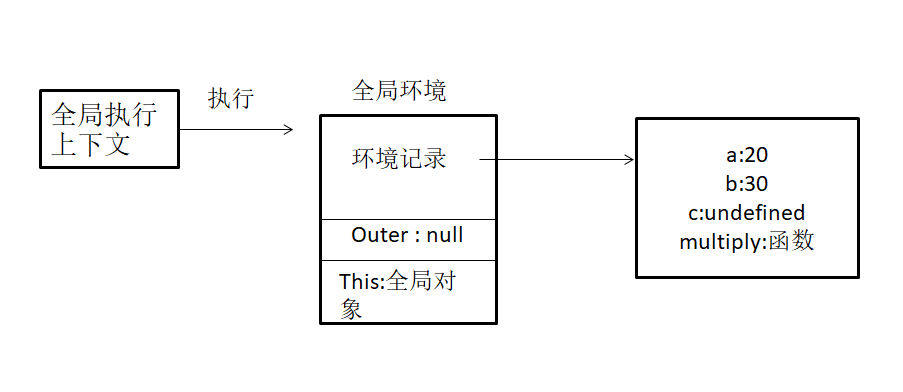 全局执行
上下文
执行
全局环境
环境记录
Outer : null
This:全局对
象
a:20
b:30
c:undefined
multiply:函数